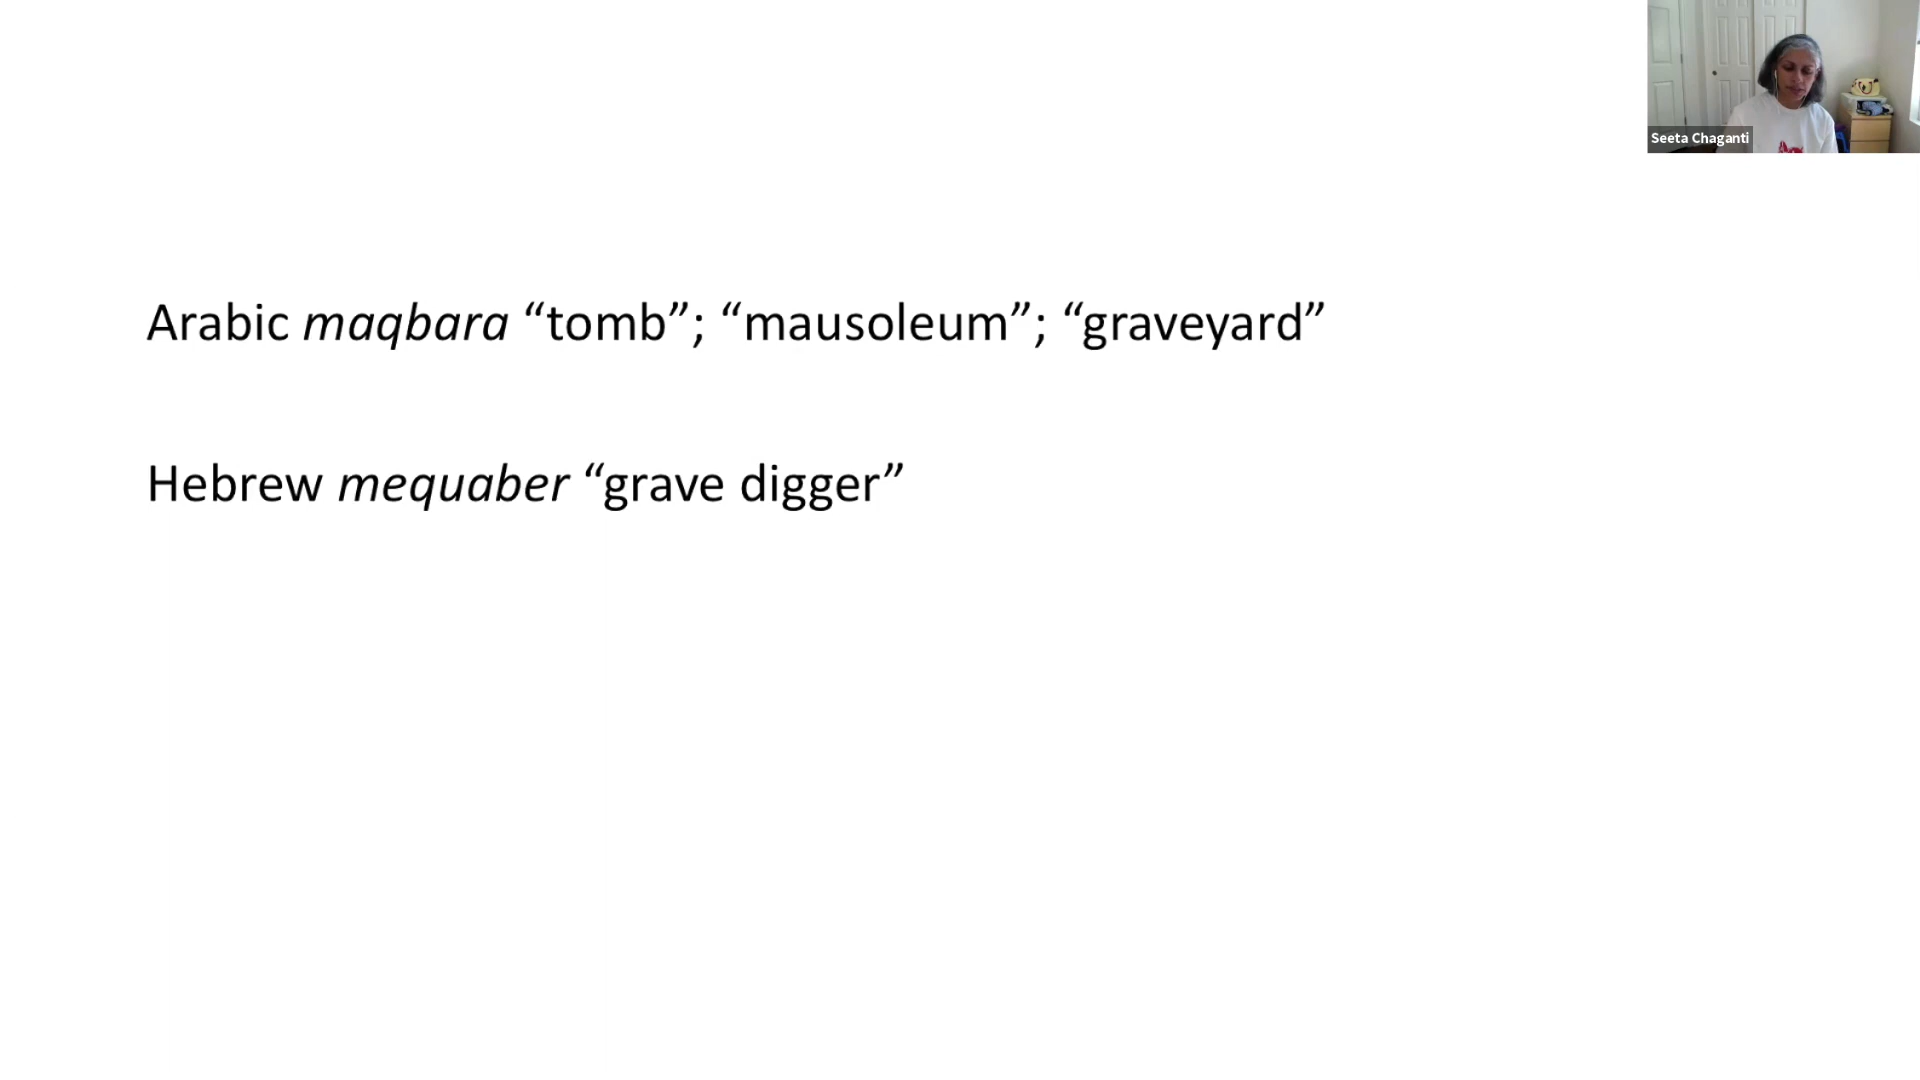 Seeta Chaganti
Arabic maqbara “tomb”; “mausoleum”; “graveyard”
Hebrew mequaber “grave digger”